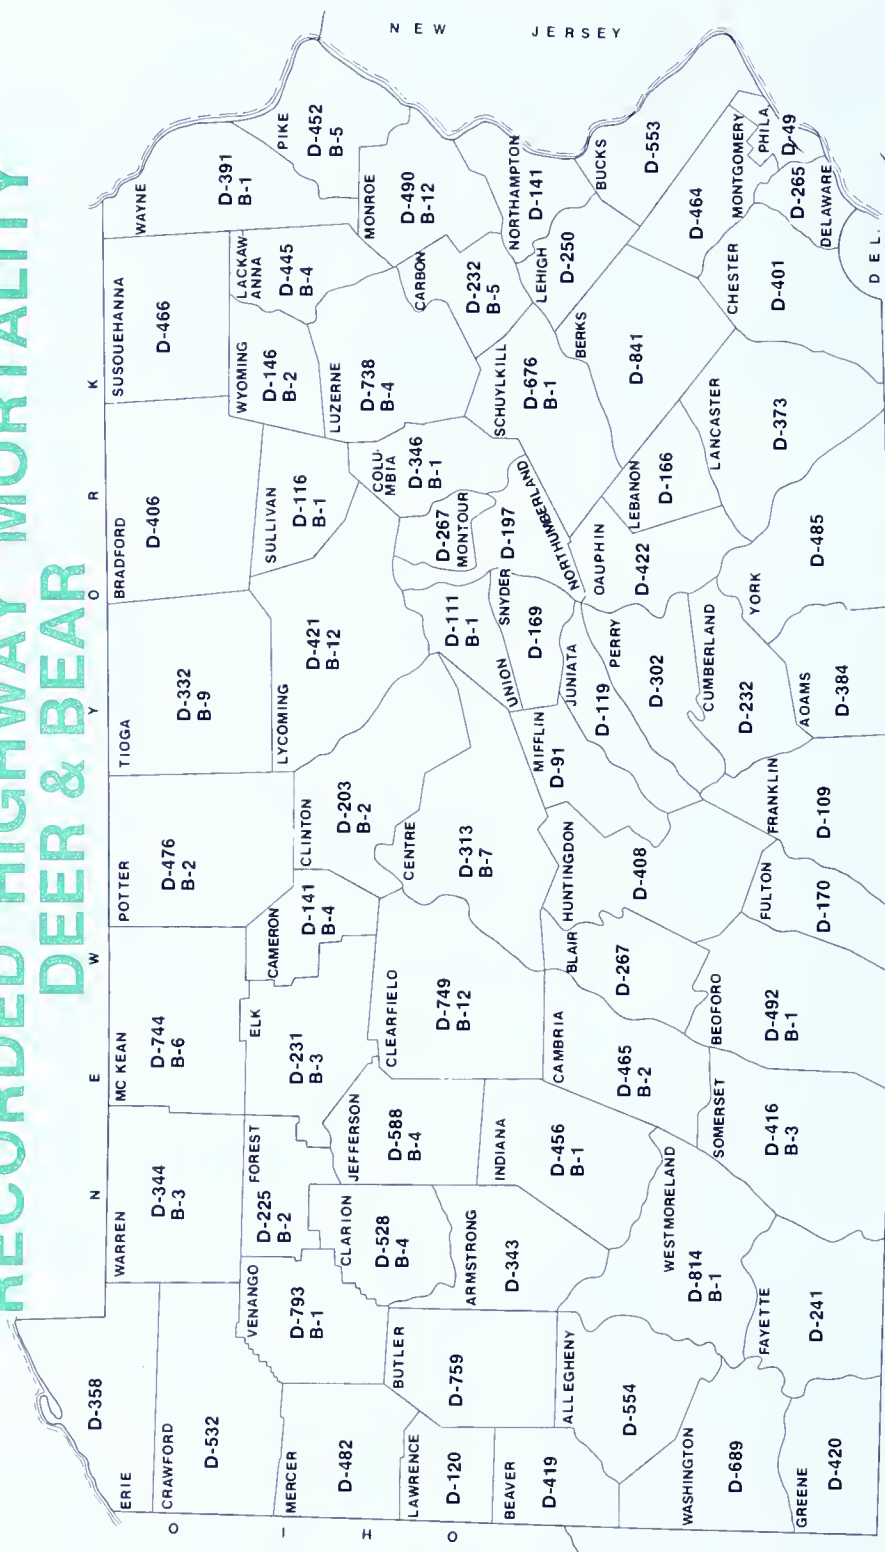 RECORDED HIGHWAY MORTALITY
DEER & BEAR
NEW YORK
NEW JERSEY
OHIO
DEL.
ERIE
D-358
CRAWFORD
D-532
MERCER
D-482
LAWRENCE
D-120
BEAVER
D-419
WASHINGTON
D-689
GREENE
D-420
WARREN
D-344
B-3
VENANGO
D-793
B-1
FOREST
D-225
B-2
CLARION
D-528
B-4
BUTLER
D-759
ARMSTRONG
D-343
ALLEGHENY
D-554
WESTMORELAND
D-814
B-1
FAYETTE
D-241
MC KEAN
D-744
B-6
ELK
D-231
B-3
JEFFERSON
D-588
B-4
INDIANA
D-456
B-1
CLEARFIELD
D-749
B-12
CAMBRIA
D-465
B-2
SOMERSET
D-416
B-3
POTTER
D-476
B-2
CAMERON
D-141
B-4
CLINTON
D-203
B-2
CENTRE
D-313
B-7
BLAIR
D-267
BEDFORD
D-492
B-1
HUNTINGDON
D-408
FULTON
D-170
FRANKLIN
D-109
TIOGA
D-332
B-9
LYCOMING
D-421
B-12
UNION
D-111
B-1
SNYDER
D-169
MIFFLIN
D-91
JUNIATA
D-119
PERRY
D-302
CUMBERLAND
D-232
ADAMS
D-384
BRADFORD
D-406
SULLIVAN
D-116
B-1
COLU-
MBIA
D-346
B-1
D-267
MONTOUR
D-197
NORTHUMBERLAND
DAUPHIN
D-422
LEBANON
D-166
YORK
D-485
LANCASTER
D-373
SUSQUEHANNA
D-466
WYOMING
D-146
B-2
LACKAW
ANNA
D-445
B-4
LUZERNE
D-738
B-4
SCHUYLKILL
D-676
B-1
BERKS
D-841
CHESTER
D-401
WAYNE
D-391
B-1
PIKE
D-452
B-5
MONROE
D-490
B-12
CARBON
D-232
B-5
NORTHAMPTON
D-141
LEHIGH
D-250
BUCKS
D-553
D-464
MONTGOMERY
PHILA.
D-49
D-265
DELAWARE